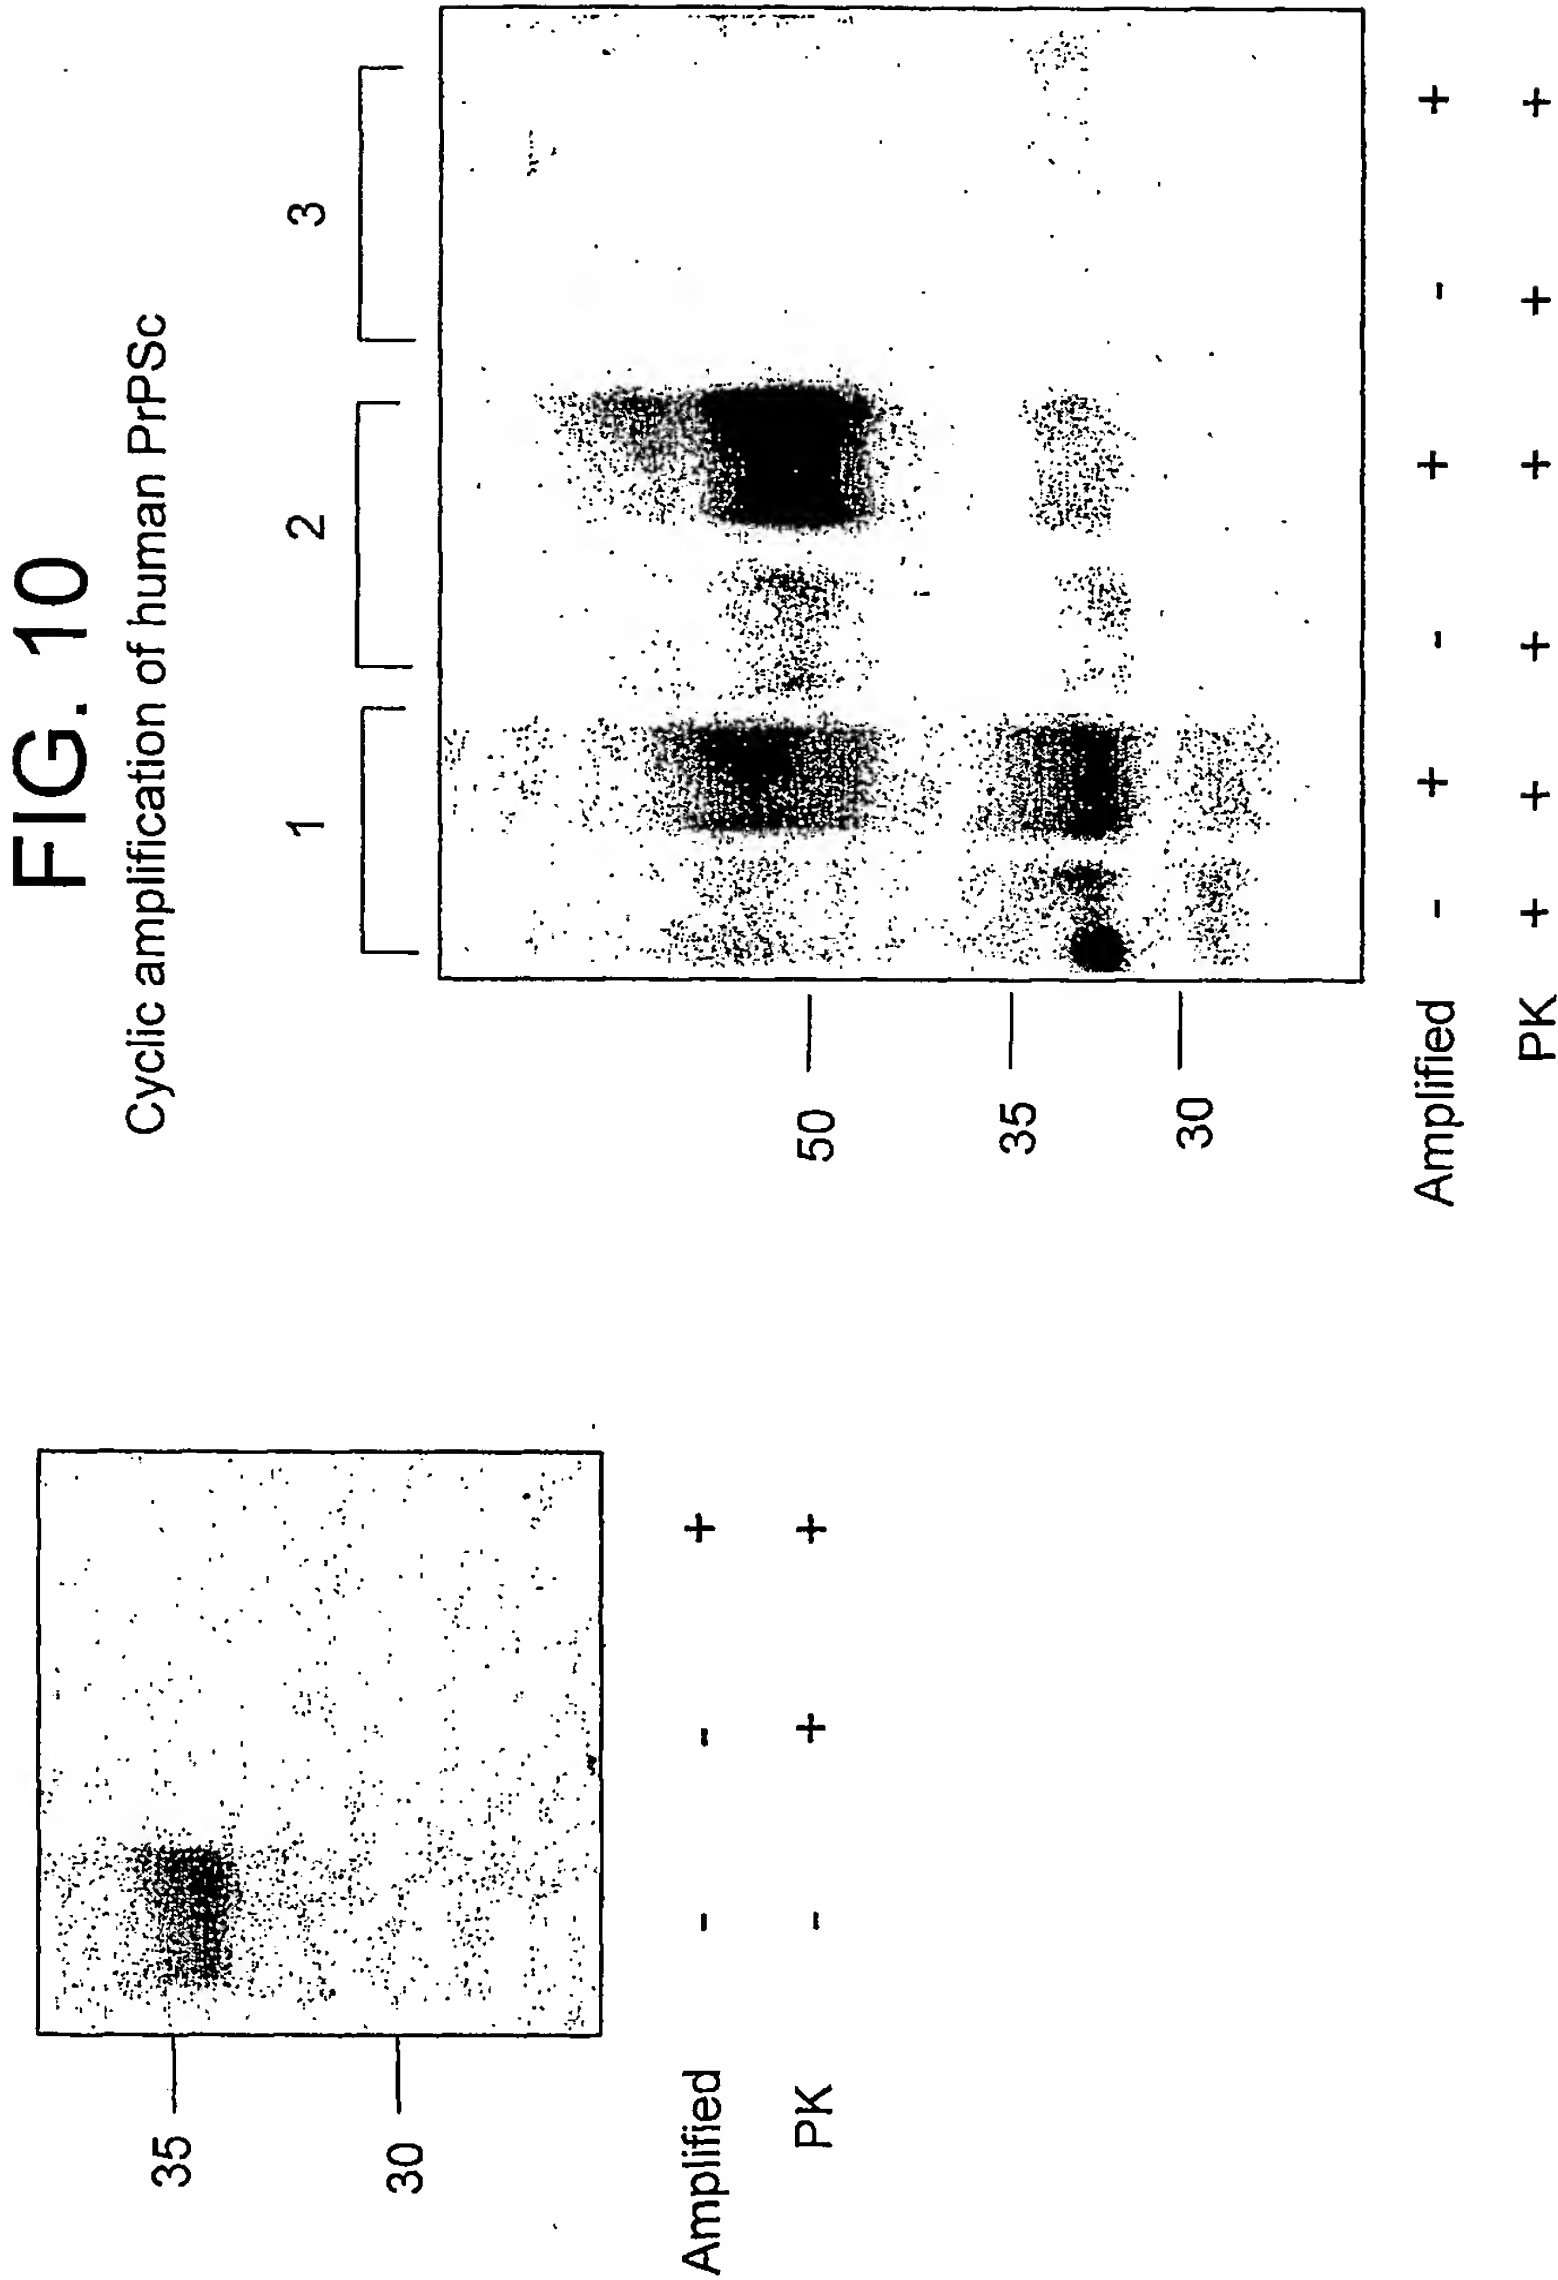 FIG. 10
Cyclic amplification of human PrPSc
35
30
Amplified - - +
PK - + +
1 2 3
50
35
30
Amplified - + - + - +
PK + + + + + +